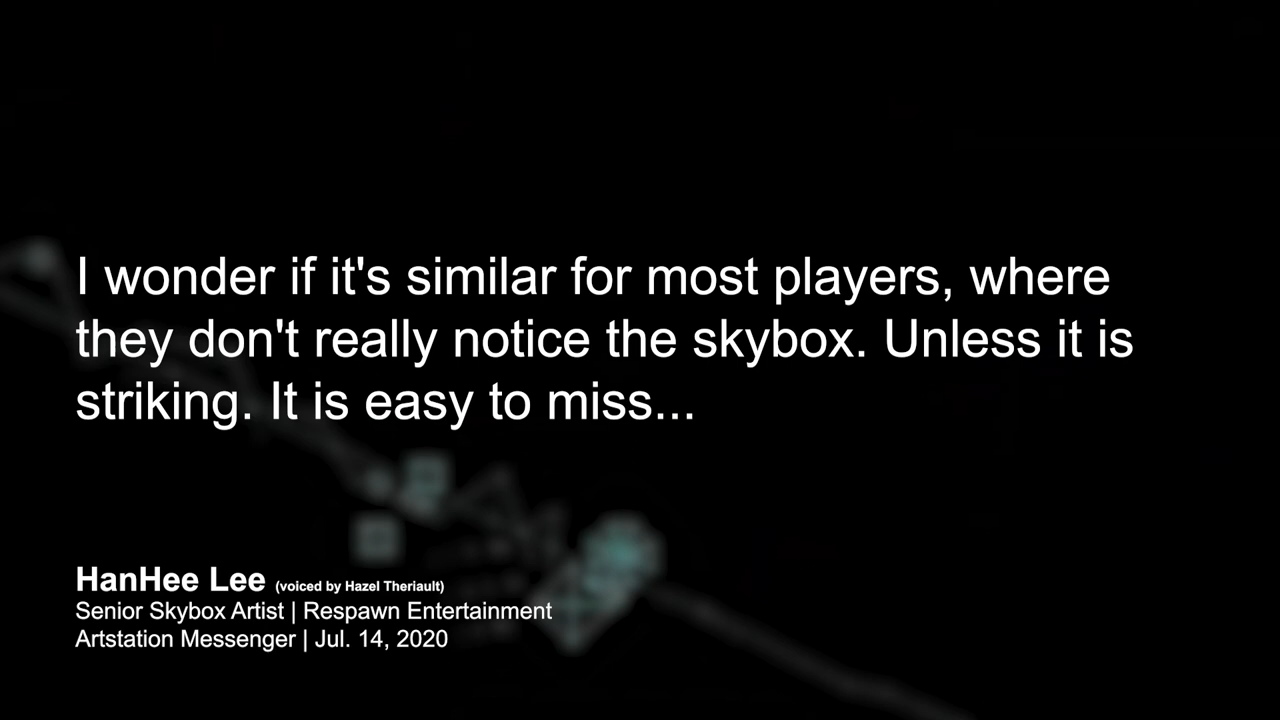 I wonder if it's similar for most players, where
they don't really notice the skybox. Unless it is
striking. It is easy to miss...
HanHee Lee (voiced by Hazel Theriault)
Senior Skybox Artist | Respawn Entertainment
Artstation Messenger | Jul. 14, 2020